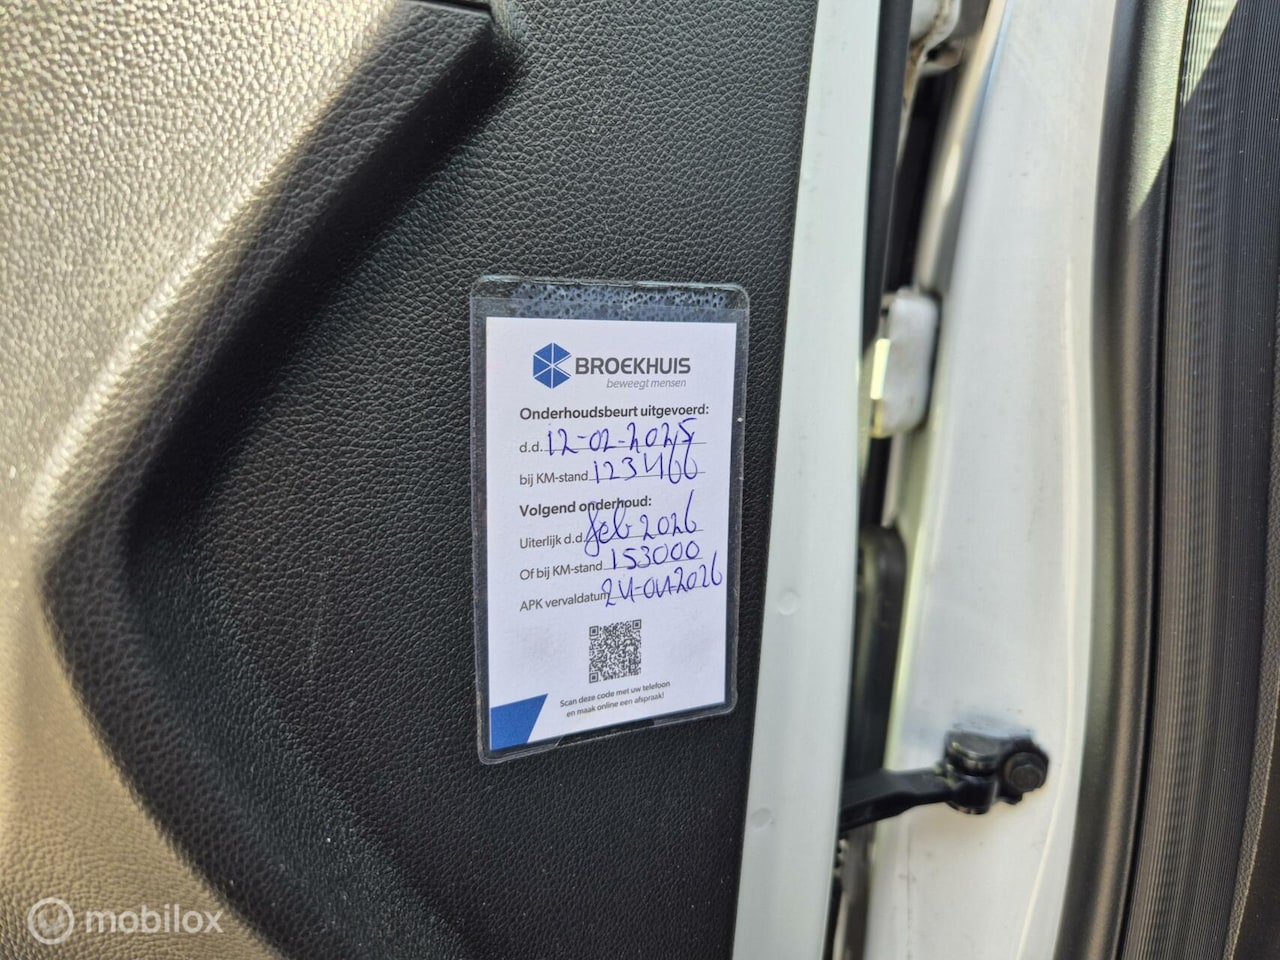 BROEKHUIS
beweegt mensen
Onderhoudsbeurt uitgevoerd:
d.d. 12-02-2025
bij KM-stand 123466
Volgend onderhoud:
Uiterlijk d.d. feb 2026
Of bij KM-stand 153000
APK vervaldatum 24-04-2026
Scan deze code met uw telefoon
en maak online een afspraak!
mobilox